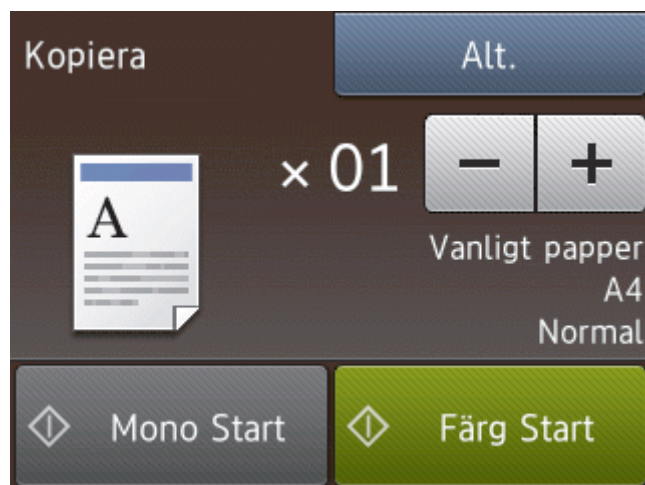 Kopiera
Alt.
× 01
− +
A
Vanligt papper
A4
Normal
Mono Start
Färg Start